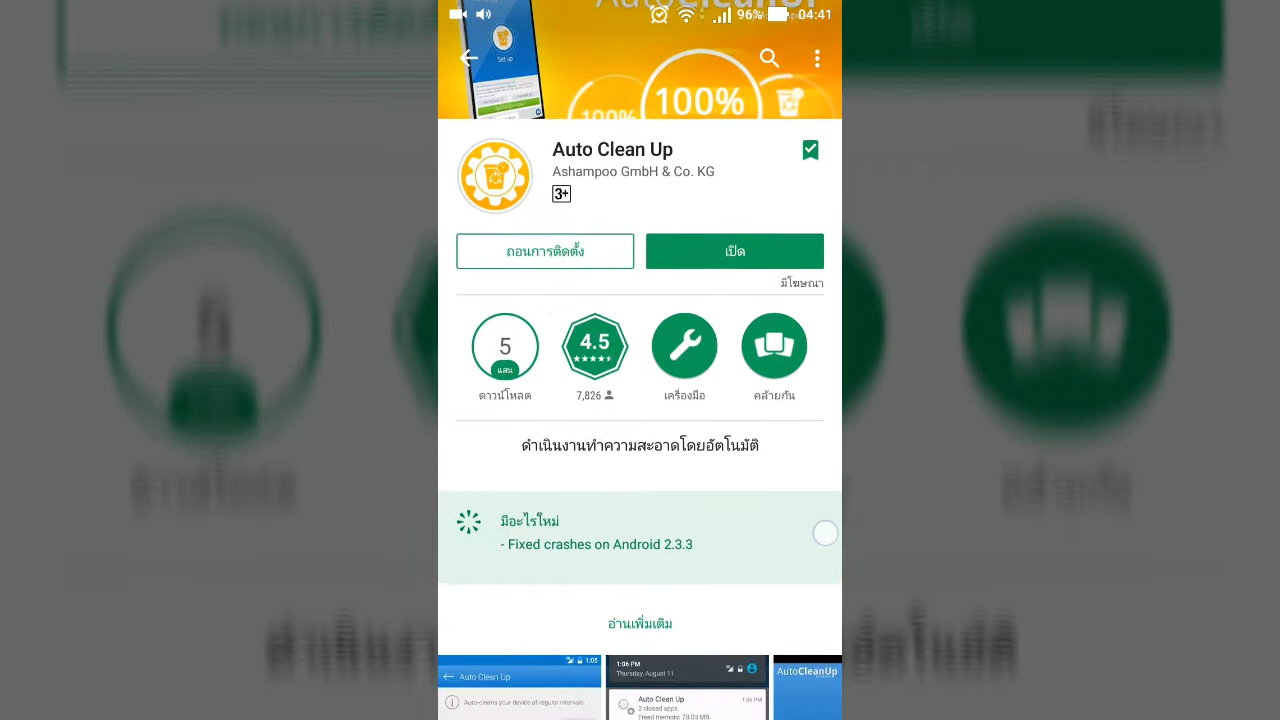 AutoCleanUp
96%
04:41
Set up
100%
100%
Auto Clean Up
Ashampoo GmbH & Co. KG
3+
ถอนการติดตั้ง
เปิด
มีโฆษณา
5
แสน
4.5
ดาวน์โหลด
7,826
เครื่องมือ
คล้ายกัน
ดำเนินงานทำความสะอาดโดยอัตโนมัติ
มีอะไรใหม่
- Fixed crashes on Android 2.3.3
อ่านเพิ่มเติม
1:05
Auto Clean Up
Auto-cleans your device at regular intervals.
1:06 PM
Thursday, August 11
Auto Clean Up
1:06 PM
2 closed apps
Freed memory: 78.03 MB
AutoCleanUp